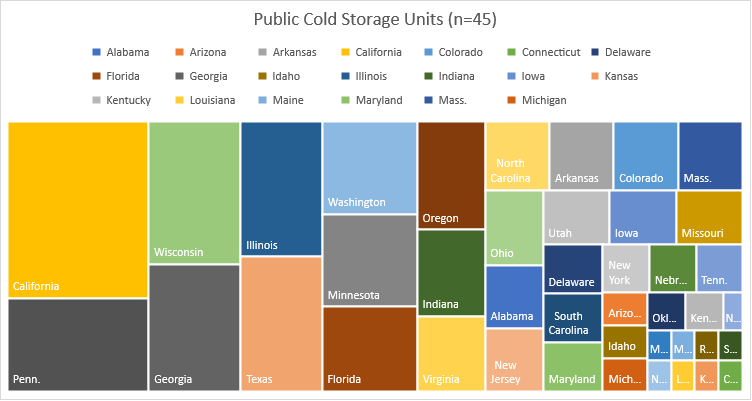 Public Cold Storage Units (n=45)
Alabama Arizona Arkansas California Colorado Connecticut Delaware
Florida Georgia Idaho Illinois Indiana Iowa Kansas
Kentucky Louisiana Maine Maryland Mass. Michigan
California
Penn.
Wisconsin
Georgia
Illinois
Texas
Washington
Minnesota
Florida
Oregon
Indiana
Virginia
North
Carolina
Ohio
Alabama
New
Jersey
Arkansas
Colorado
Mass.
Utah
Iowa
Missouri
Delaware
South
Carolina
Maryland
New
York
Nebr...
Tenn.
Arizo...
Idaho
Mich...
Okl...
Ken...
N...
M...
M...
R...
S...
N...
L...
K...
C...